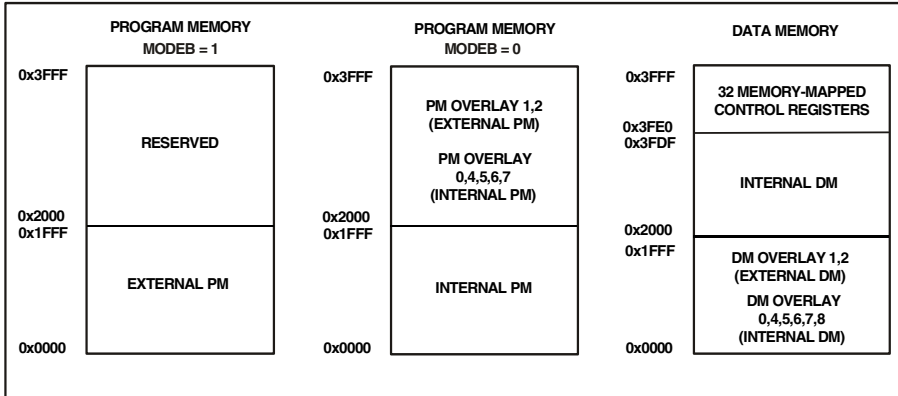 PROGRAM MEMORY
MODEB = 1
0x3FFF
RESERVED
0x2000
0x1FFF
EXTERNAL PM
0x0000
PROGRAM MEMORY
MODEB = 0
0x3FFF
PM OVERLAY 1,2
(EXTERNAL PM)
PM OVERLAY
0,4,5,6,7
(INTERNAL PM)
0x2000
0x1FFF
INTERNAL PM
0x0000
DATA MEMORY
0x3FFF
32 MEMORY-MAPPED
CONTROL REGISTERS
0x3FE0
0x3FDF
INTERNAL DM
0x2000
0x1FFF
DM OVERLAY 1,2
(EXTERNAL DM)
DM OVERLAY
0,4,5,6,7,8
(INTERNAL DM)
0x0000